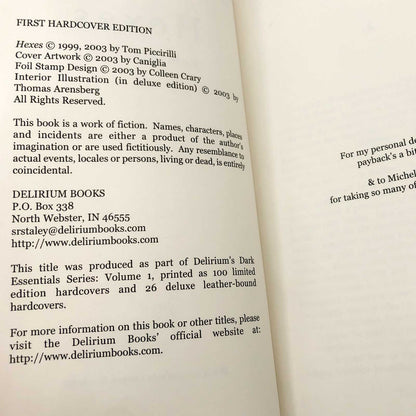 FIRST HARDCOVER EDITION
Hexes © 1999, 2003 by Tom Piccirilli
Cover Artwork © 2003 by Caniglia
Foil Stamp Design © 2003 by Colleen Crary
Interior Illustration (in deluxe edition) © 2003 by
Thomas Arensberg
All Rights Reserved.
This book is a work of fiction. Names, characters, places
and incidents are either a product of the author's
imagination or are used fictitiously. Any resemblance to
actual events, locales or persons, living or dead, is entirely
coincidental.
DELIRIUM BOOKS
P.O. Box 338
North Webster, IN 46555
srstaley@deliriumbooks.com
http://www.deliriumbooks.com
This title was produced as part of Delirium's Dark
Essentials Series: Volume 1, printed as 100 limited
edition hardcovers and 26 deluxe leather-bound
hardcovers.
For more information on this book or other titles, please
visit the Delirium Books' official website at:
http://www.deliriumbooks.com.
For my personal de
payback's a bit
& to Michel
for taking so many of